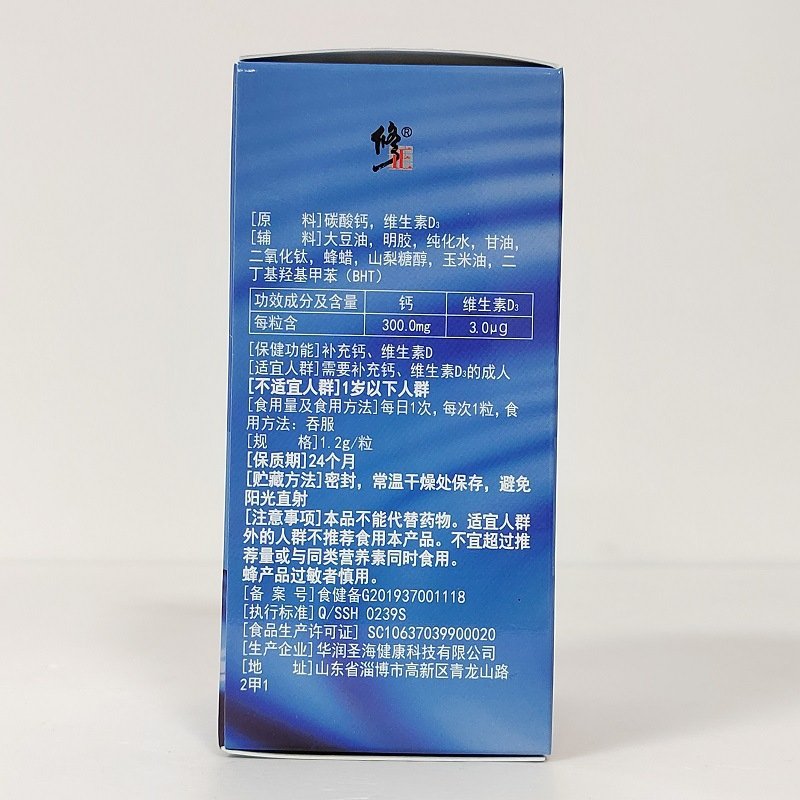 修正®
[原　　料]碳酸钙，维生素D₃
[辅　　料]大豆油，明胶，纯化水，甘油，
二氧化钛，蜂蜡，山梨糖醇，玉米油，二
丁基羟基甲苯（BHT）
功效成分及含量 钙 维生素D₃
每粒含 300.0mg 3.0μg
[保健功能]补充钙、维生素D
[适宜人群]需要补充钙、维生素D₃的成人
[不适宜人群]1岁以下人群
[食用量及食用方法]每日1次，每次1粒，食
用方法：吞服
[规　　格]1.2g/粒
[保质期]24个月
[贮藏方法]密封，常温干燥处保存，避免
阳光直射
[注意事项]本品不能代替药物。适宜人群
外的人群不推荐食用本产品。不宜超过推
荐量或与同类营养素同时食用。
蜂产品过敏者慎用。
[备 案 号]食健备G201937001118
[执行标准]Q/SSH 0239S
[食品生产许可证] SC10637039900020
[生产企业]华润圣海健康科技有限公司
[地　　址]山东省淄博市高新区青龙山路
2甲1